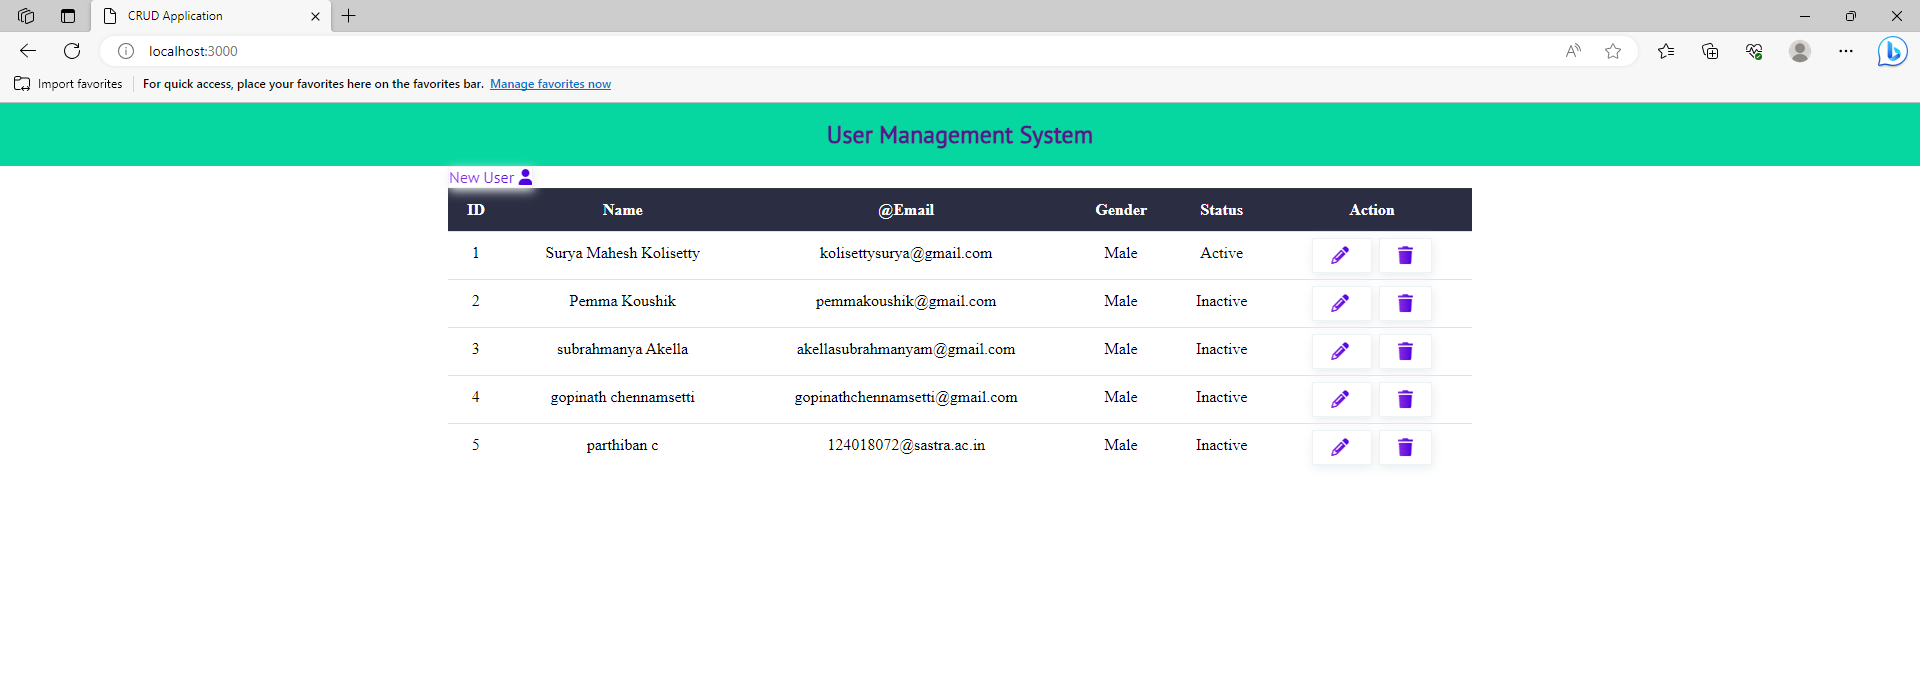 CRUD Application
localhost:3000
Import favorites For quick access, place your favorites here on the favorites bar. Manage favorites now
User Management System
New User
ID Name @Email Gender Status Action
1 Surya Mahesh Kolisetty kolisettysurya@gmail.com Male Active
2 Pemma Koushik pemmakoushik@gmail.com Male Inactive
3 subrahmanya Akella akellasubrahmanyam@gmail.com Male Inactive
4 gopinath chennamsetti gopinathchennamsetti@gmail.com Male Inactive
5 parthiban c 124018072@sastra.ac.in Male Inactive